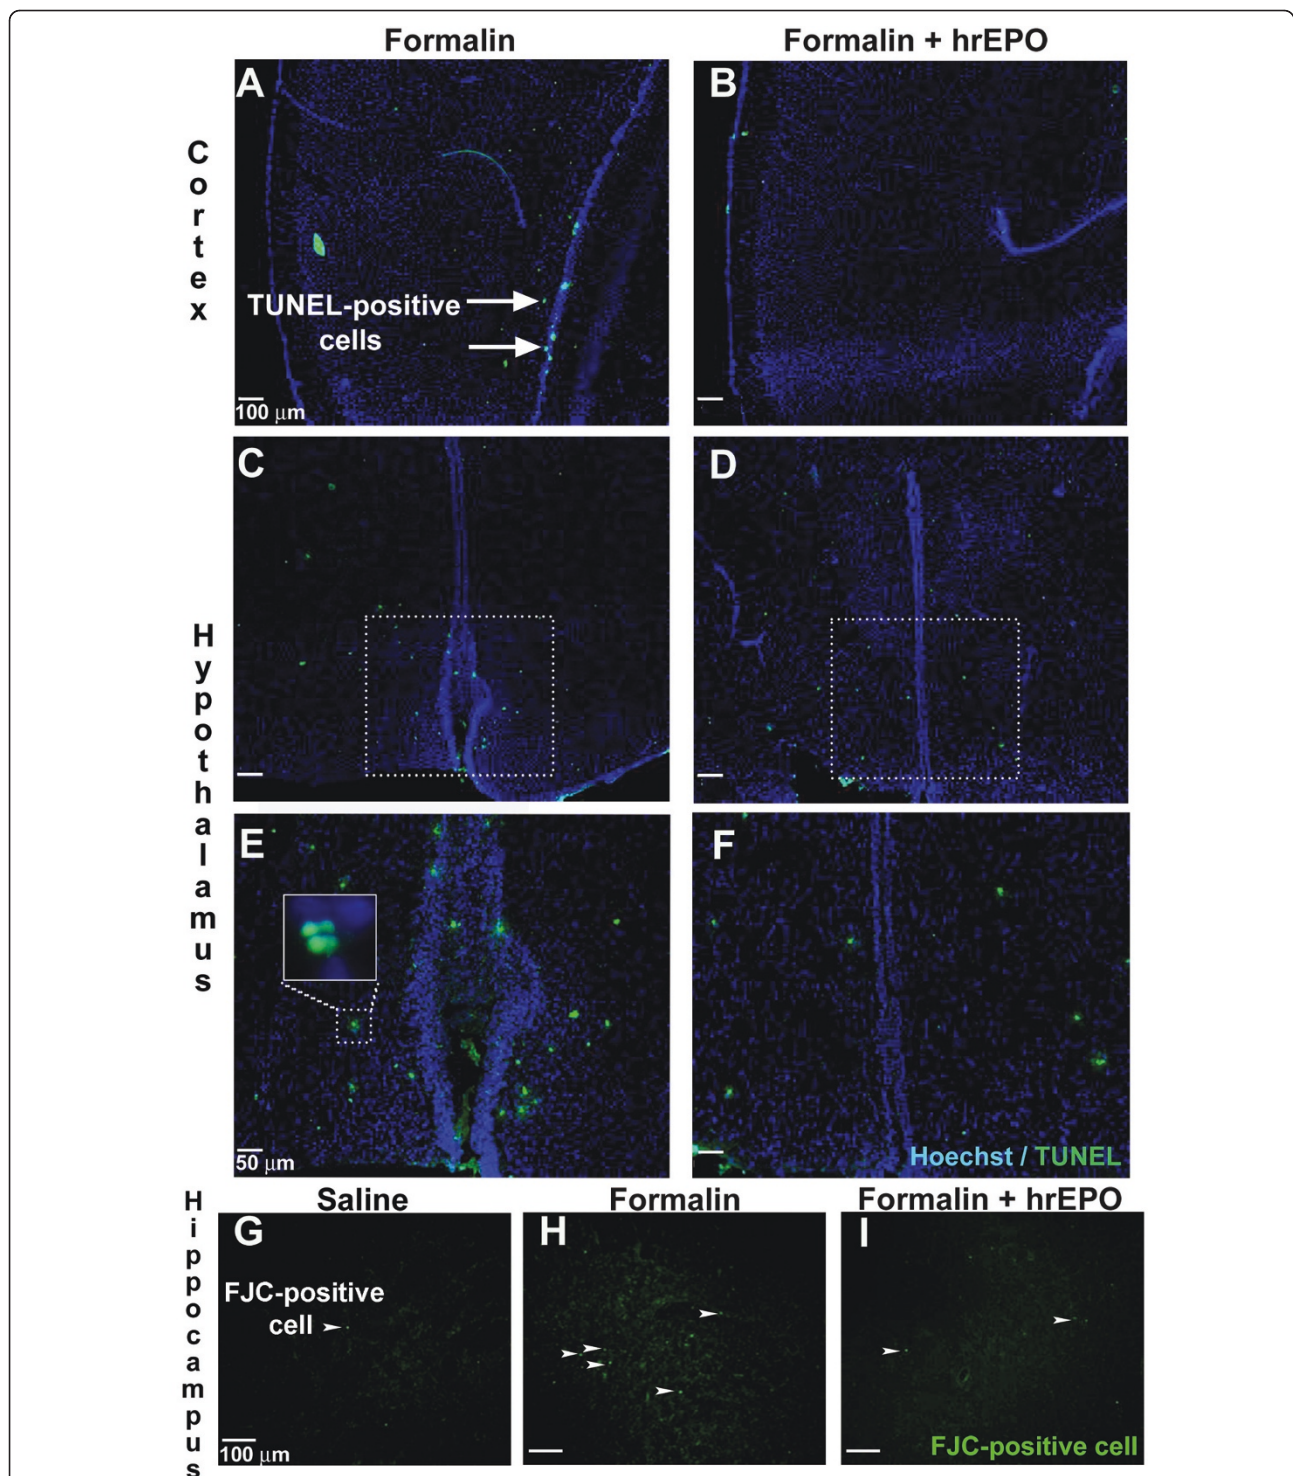 Formalin
Formalin + hrEPO
Cortex
A
TUNEL-positive
cells
100 μm
B
Hypothalamus
C
D
E
50 μm
F
Hoechst / TUNEL
Hippocampus
Saline
Formalin
Formalin + hrEPO
G
FJC-positive
cell
100 μm
H
I
FJC-positive cell